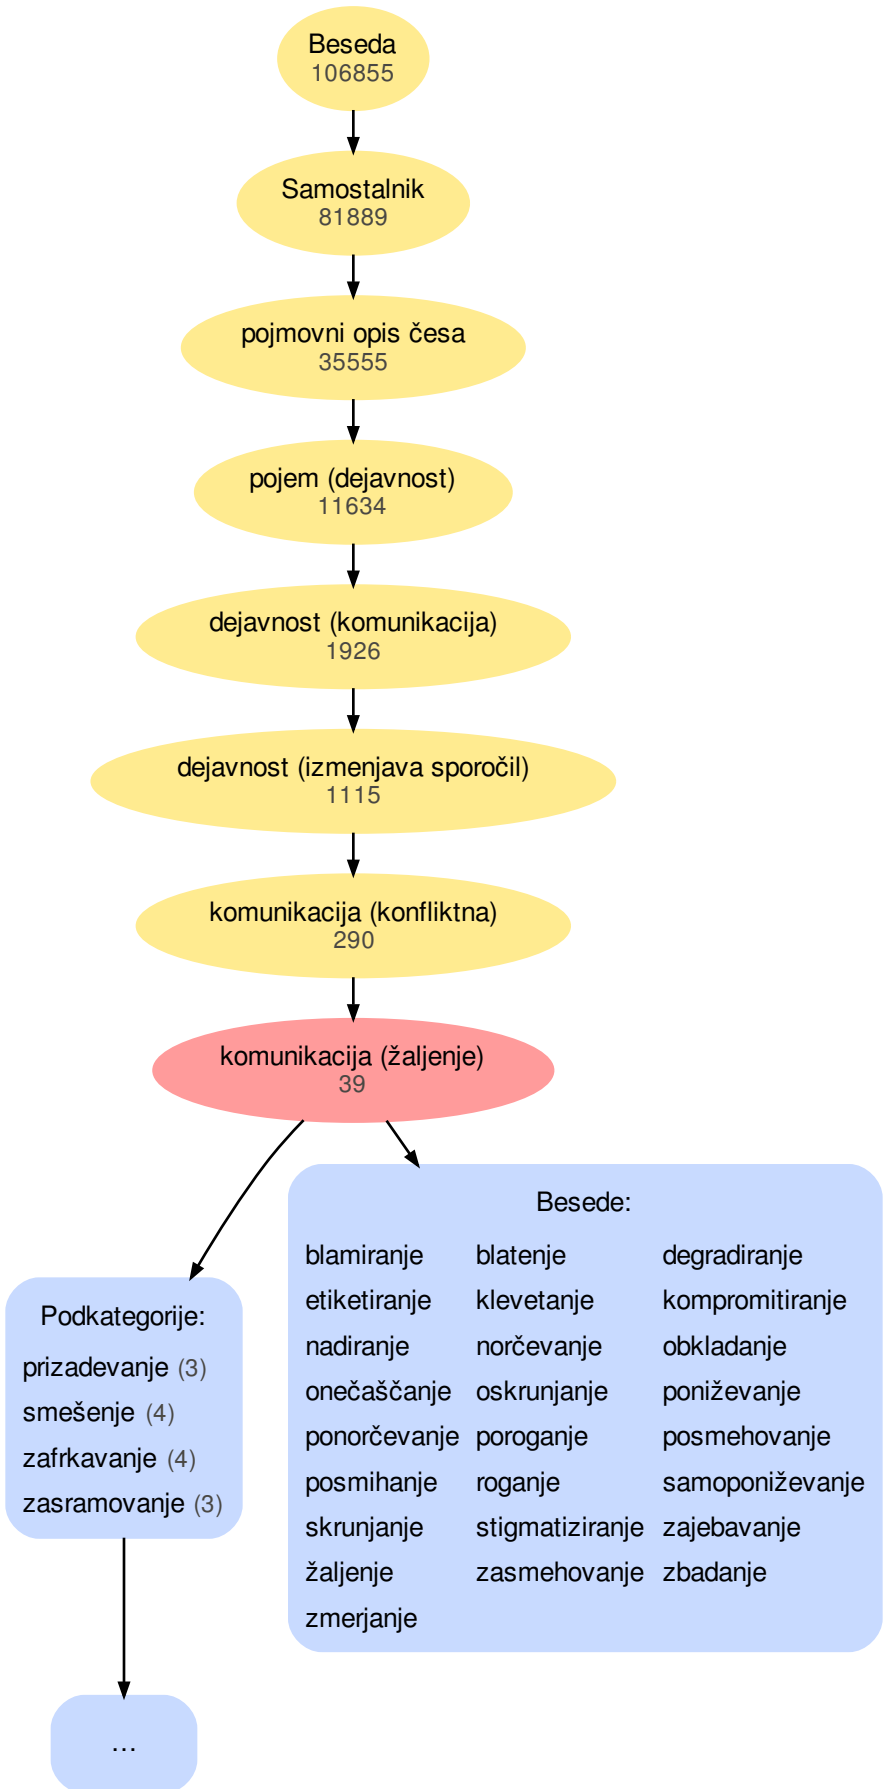 Beseda
106855
Samostalnik
81889
pojmovni opis česa
35555
pojem (dejavnost)
11634
dejavnost (komunikacija)
1926
dejavnost (izmenjava sporočil)
1115
komunikacija (konfliktna)
290
komunikacija (žaljenje)
39
Podkategorije:
prizadevanje (3)
smešenje (4)
zafrkavanje (4)
zasramovanje (3)
...
Besede:
blamiranje blatenje degradiranje
etiketiranje klevetanje kompromitiranje
nadiranje norčevanje obkladanje
onečaščanje oskrunjanje poniževanje
ponorčevanje poroganje posmehovanje
posmihanje roganje samoponiževanje
skrunjanje stigmatiziranje zajebavanje
žaljenje zasmehovanje zbadanje
zmerjanje